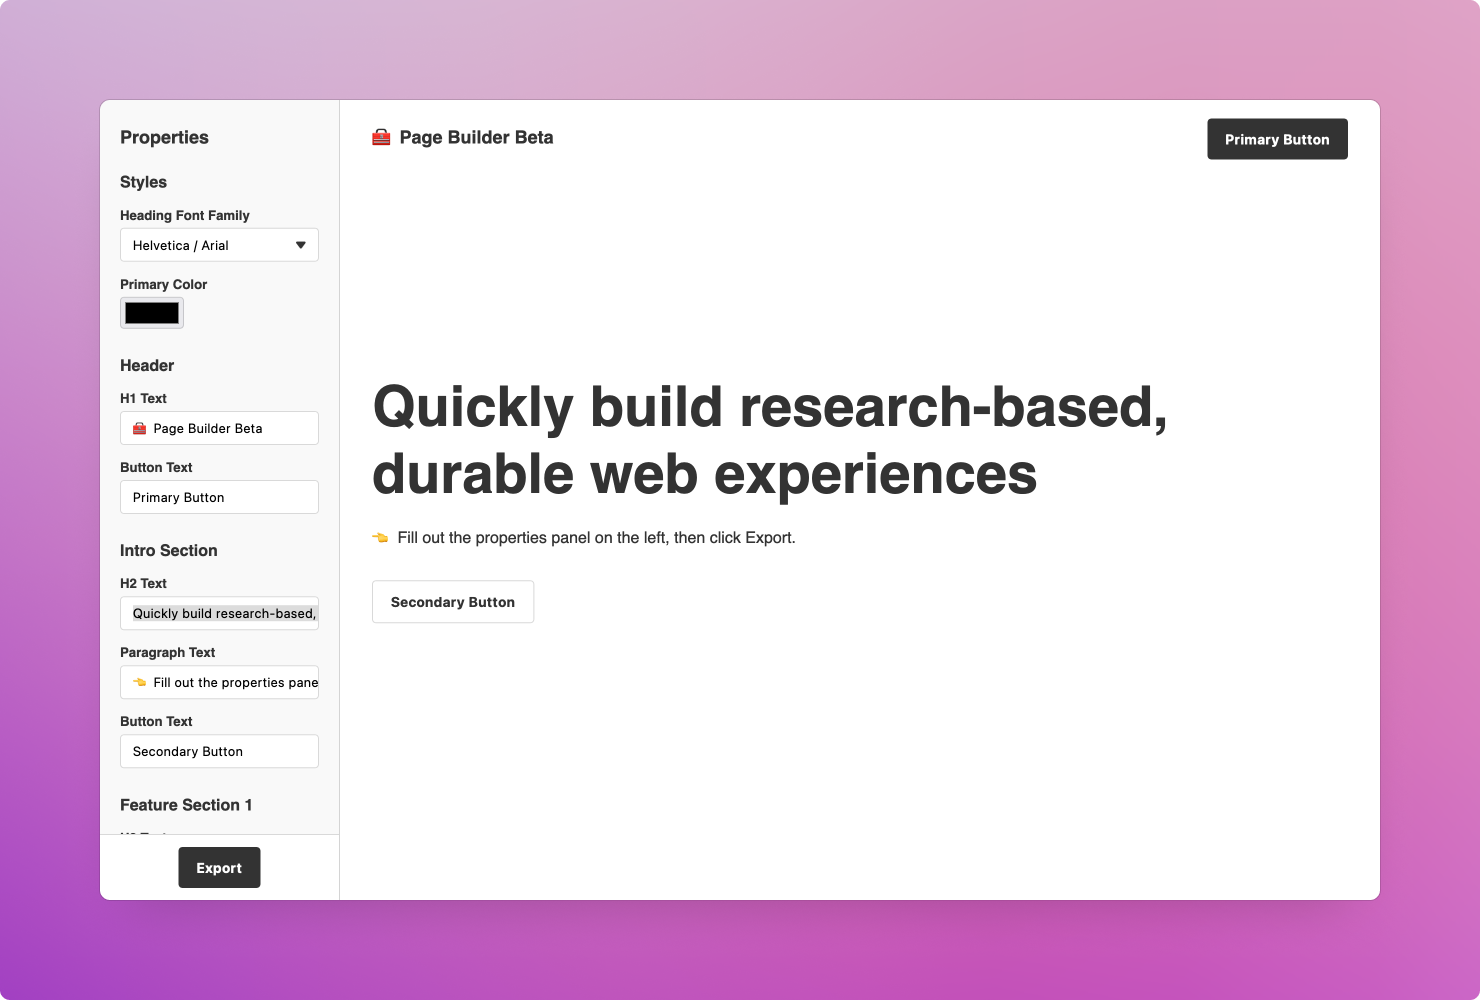 Properties
Styles
Heading Font Family
Helvetica / Arial
Primary Color
Header
H1 Text
🧰 Page Builder Beta
Button Text
Primary Button
Intro Section
H2 Text
Quickly build research-based,
Paragraph Text
👈 Fill out the properties pane
Button Text
Secondary Button
Feature Section 1
Export
🧰 Page Builder Beta
Primary Button
Quickly build research-based,
durable web experiences
👈 Fill out the properties panel on the left, then click Export.
Secondary Button